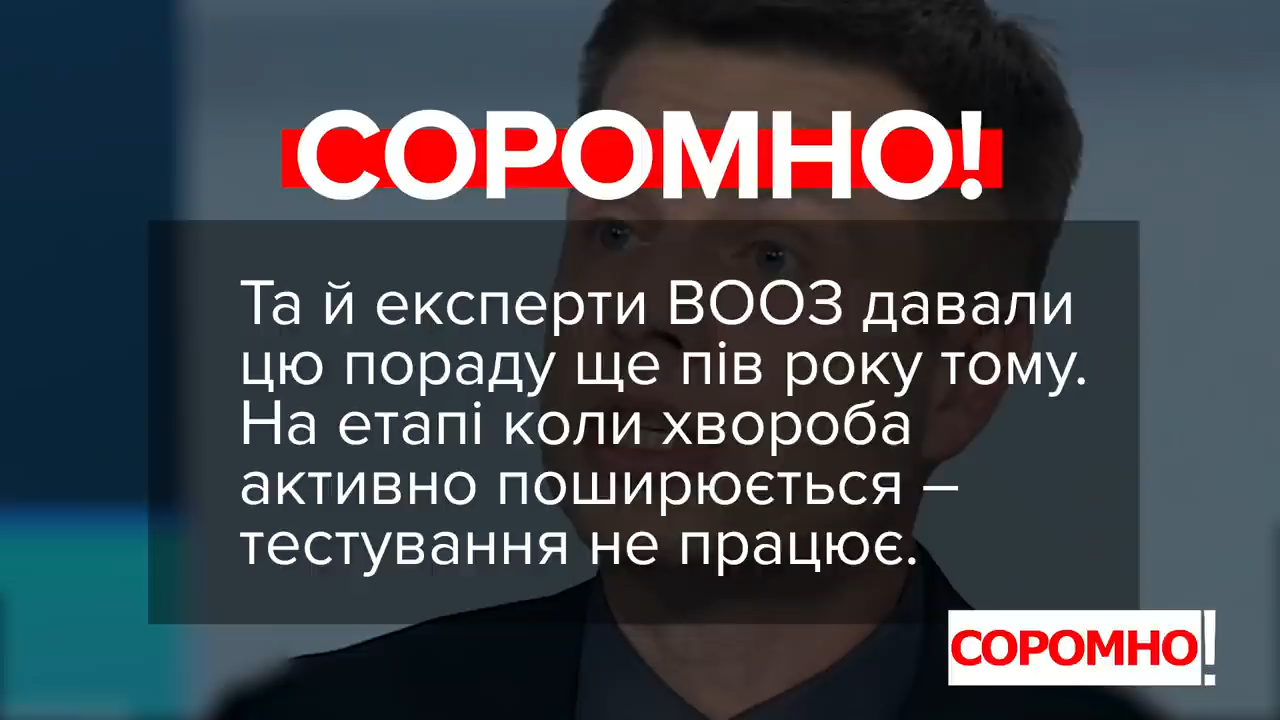 СОРОМНО!
Та й експерти ВООЗ давали
цю пораду ще пів року тому.
На етапі коли хвороба
активно поширюється –
тестування не працює.
СОРОМНО!